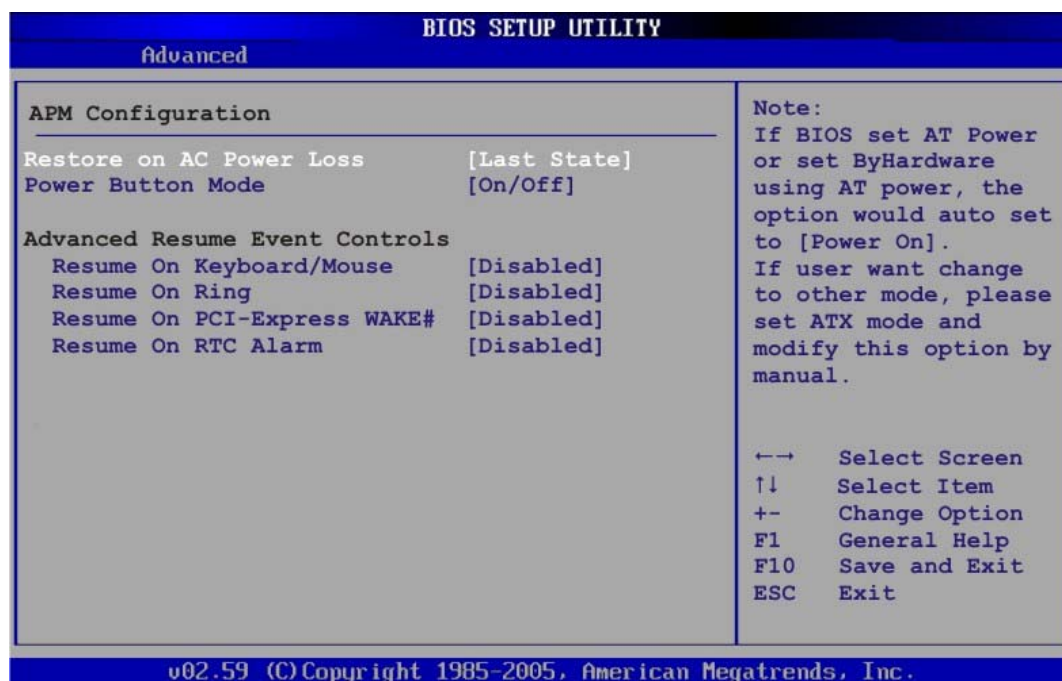 BIOS SETUP UTILITY
Advanced
APM Configuration
Restore on AC Power Loss [Last State]
Power Button Mode [On/Off]
Advanced Resume Event Controls
Resume On Keyboard/Mouse [Disabled]
Resume On Ring [Disabled]
Resume On PCI-Express WAKE# [Disabled]
Resume On RTC Alarm [Disabled]
Note:
If BIOS set AT Power
or set ByHardware
using AT power, the
option would auto set
to [Power On].
If user want change
to other mode, please
set ATX mode and
modify this option by
manual.
←→ Select Screen
↑↓ Select Item
+- Change Option
F1 General Help
F10 Save and Exit
ESC Exit
v02.59 (C)Copyright 1985-2005, American Megatrends, Inc.